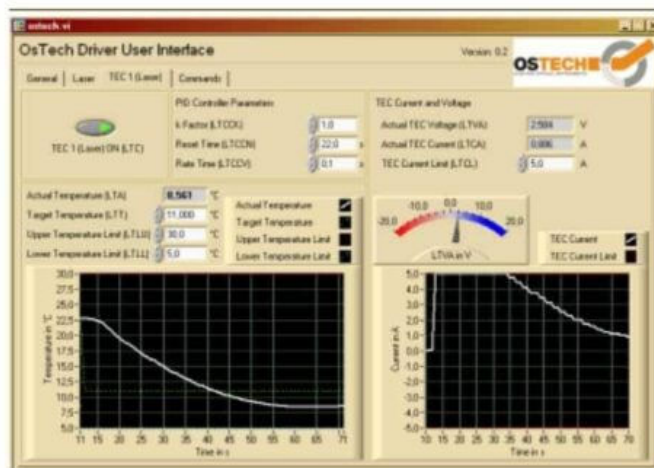 ostech.vi
OsTech Driver User Interface
Version: 0.2
OSTECH
General
Laser
TEC 1 (Laser)
Commands
TEC 1 (Laser) ON (LTC)
PID Controller Parameters
k Factor (LTCCK)
1,0
Reset Time (LTCCN)
22,0 s
Rate Time (LTCCV)
0,1 s
TEC Current and Voltage
Actual TEC Voltage (LTVA)
2,584 V
Actual TEC Current (LTCA)
0,886 A
TEC Current Limit (LTCL)
5,0 A
Actual Temperature (LTA)
8,561 °C
Target Temperature (LTT)
11,000 °C
Upper Temperature Limit (LTLU)
30,0 °C
Lower Temperature Limit (LTLL)
5,0 °C
Actual Temperature
Target Temperature
Upper Temperature Limit
Lower Temperature Limit
-20,0
-10,0
0,0
10,0
20,0
LTVA in V
TEC Current
TEC Current Limit
Temperature in °C
30,0
27,5
25,0
22,5
20,0
17,5
15,0
12,5
10,0
7,5
5,0
11 15 20 25 30 35 40 45 50 55 60 65 71
Time in s
Current in A
5,0
4,0
3,0
2,0
1,0
0,0
-1,0
-2,0
-3,0
-4,0
-5,0
10 15 20 25 30 35 40 45 50 55 60 65 70
Time in s